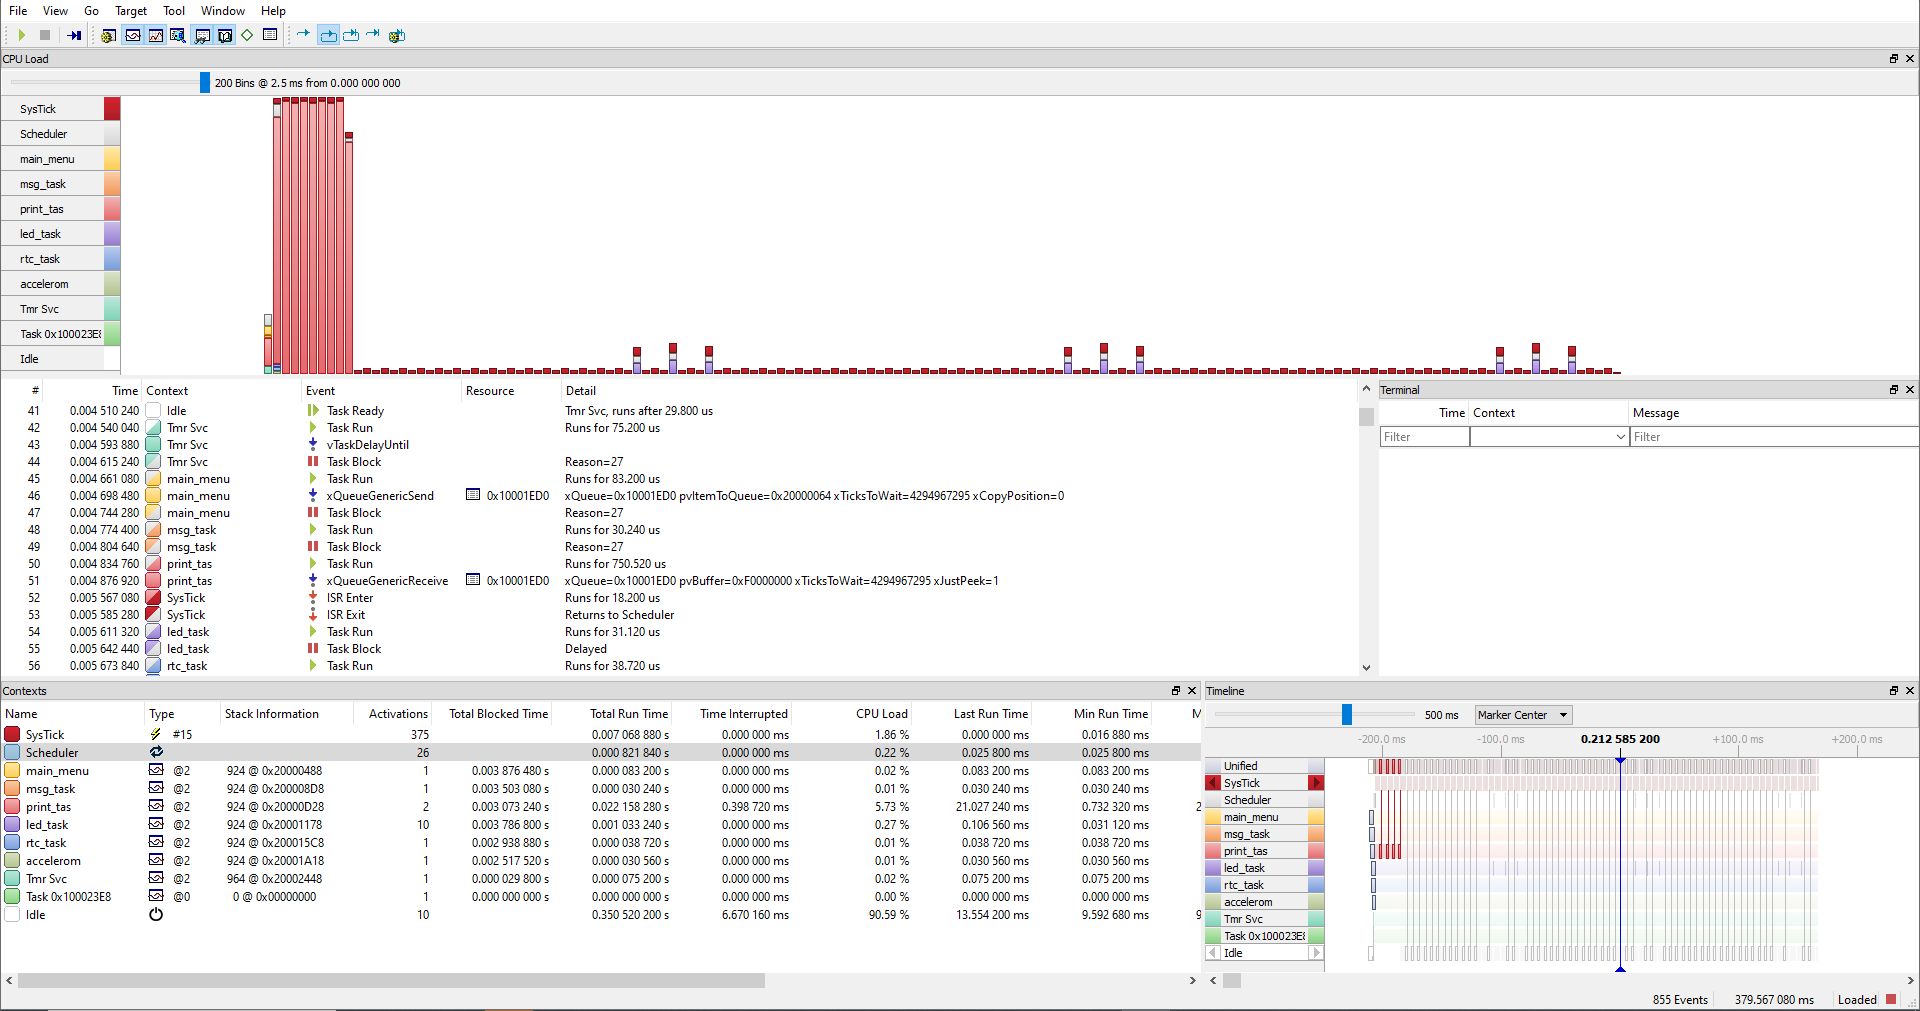 File View Go Target Tool Window Help
CPU Load
200 Bins @ 2.5 ms from 0.000 000 000
SysTick
Scheduler
main_menu
msg_task
print_tas
led_task
rtc_task
accelerom
Tmr Svc
Task 0x100023E8
Idle
# Time Context Event Resource Detail
41 0.004 510 240 Idle Task Ready Tmr Svc, runs after 29.800 us
42 0.004 540 040 Tmr Svc Task Run Runs for 75.200 us
43 0.004 593 880 Tmr Svc vTaskDelayUntil
44 0.004 615 240 Tmr Svc Task Block Reason=27
45 0.004 661 080 main_menu Task Run Runs for 83.200 us
46 0.004 698 480 main_menu xQueueGenericSend 0x10001ED0 xQueue=0x10001ED0 pvItemToQueue=0x20000064 xTicksToWait=4294967295 xCopyPosition=0
47 0.004 744 280 main_menu Task Block Reason=27
48 0.004 774 400 msg_task Task Run Runs for 30.240 us
49 0.004 804 640 msg_task Task Block Reason=27
50 0.004 834 760 print_tas Task Run Runs for 750.520 us
51 0.004 876 920 print_tas xQueueGenericReceive 0x10001ED0 xQueue=0x10001ED0 pvBuffer=0xF0000000 xTicksToWait=4294967295 xJustPeek=1
52 0.005 567 080 SysTick ISR Enter Runs for 18.200 us
53 0.005 585 280 SysTick ISR Exit Returns to Scheduler
54 0.005 611 320 led_task Task Run Runs for 31.120 us
55 0.005 642 440 led_task Task Block Delayed
56 0.005 673 840 rtc_task Task Run Runs for 38.720 us
Terminal
Time Context Message
Filter Filter
Contexts
Name Type Stack Information Activations Total Blocked Time Total Run Time Time Interrupted CPU Load Last Run Time Min Run Time M
SysTick #15 375 0.007 068 880 s 0.000 000 ms 1.86 % 0.000 000 ms 0.016 880 ms
Scheduler 26 0.000 821 840 s 0.000 000 ms 0.22 % 0.025 800 ms 0.025 800 ms
main_menu @2 924 @ 0x20000488 1 0.003 876 480 s 0.000 083 200 s 0.000 000 ms 0.02 % 0.083 200 ms 0.083 200 ms
msg_task @2 924 @ 0x200008D8 1 0.003 503 080 s 0.000 030 240 s 0.000 000 ms 0.01 % 0.030 240 ms 0.030 240 ms
print_tas @2 924 @ 0x20000D28 2 0.003 073 240 s 0.022 158 280 s 0.398 720 ms 5.73 % 21.027 240 ms 0.732 320 ms 2
led_task @2 924 @ 0x20001178 10 0.003 786 800 s 0.001 033 240 s 0.000 000 ms 0.27 % 0.106 560 ms 0.031 120 ms
rtc_task @2 924 @ 0x200015C8 1 0.002 938 880 s 0.000 038 720 s 0.000 000 ms 0.01 % 0.038 720 ms 0.038 720 ms
accelerom @2 924 @ 0x20001A18 1 0.002 517 520 s 0.000 030 560 s 0.000 000 ms 0.01 % 0.030 560 ms 0.030 560 ms
Tmr Svc @2 964 @ 0x20002448 1 0.000 029 800 s 0.000 075 200 s 0.000 000 ms 0.02 % 0.075 200 ms 0.075 200 ms
Task 0x100023E8 @0 0 @ 0x00000000 1 0.000 000 000 s 0.000 000 000 s 0.000 000 ms 0.00 % 0.000 000 ms 0.000 000 ms
Idle 10 0.350 520 200 s 6.670 160 ms 90.59 % 13.554 200 ms 9.592 680 ms 9
Timeline
500 ms Marker Center
-200.0 ms -100.0 ms 0.212 585 200 +100.0 ms +200.0 ms
Unified
SysTick
Scheduler
main_menu
msg_task
print_tas
led_task
rtc_task
accelerom
Tmr Svc
Task 0x100023E8
Idle
855 Events 379.567 080 ms Loaded